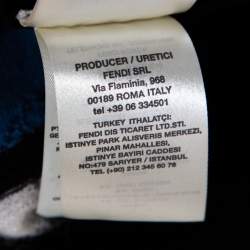 PRODUCER / URETICI
FENDI SRL
Via Flaminia, 968
00189 ROMA ITALY
+39 06 334501
TURKEY ITHALATÇI:
FENDI DIS TICARET LTD.STI.
ISTINYE PARK ALISVERIS MERKEZI,
PINAR MAHALLESI,
ISTINYE BAYIRI CADDESI
NO:479 SARIYER / ISTANBUL
TEL: (+90) 212 345 60 78